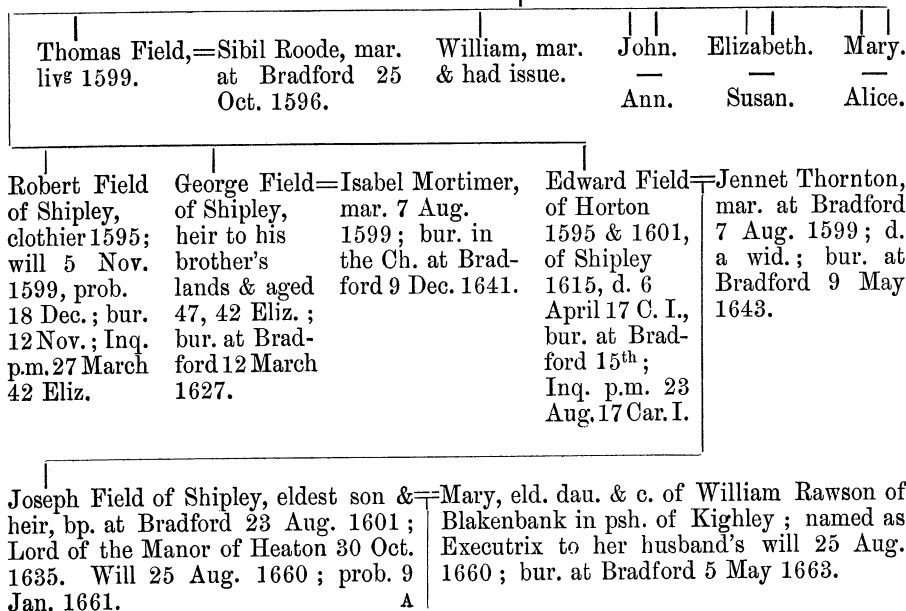 Thomas Field,=Sibil Roode, mar.
livg 1599. at Bradford 25
Oct. 1596.
William, mar.
& had issue.
John.
—
Ann.
Elizabeth.
—
Susan.
Mary.
—
Alice.
Robert Field
of Shipley,
clothier 1595;
will 5 Nov.
1599, prob.
18 Dec.; bur.
12 Nov.; Inq.
p.m. 27 March
42 Eliz.
George Field=Isabel Mortimer,
of Shipley,
heir to his
brother's
lands & aged
47, 42 Eliz.;
bur. at Brad-
ford 12 March
1627.
mar. 7 Aug.
1599; bur. in
the Ch. at Brad-
ford 9 Dec. 1641.
Edward Field=Jennet Thornton,
of Horton
1595 & 1601,
of Shipley
1615, d. 6
April 17 C. I.,
bur. at Brad-
ford 15th;
Inq. p.m. 23
Aug. 17 Car. I.
mar. at Bradford
7 Aug. 1599; d.
a wid.; bur. at
Bradford 9 May
1643.
Joseph Field of Shipley, eldest son &
heir, bp. at Bradford 23 Aug. 1601;
Lord of the Manor of Heaton 30 Oct.
1635. Will 25 Aug. 1660; prob. 9
Jan. 1661. A
=Mary, eld. dau. & c. of William Rawson of
Blakenbank in psh. of Kighley; named as
Executrix to her husband's will 25 Aug.
1660; bur. at Bradford 5 May 1663.